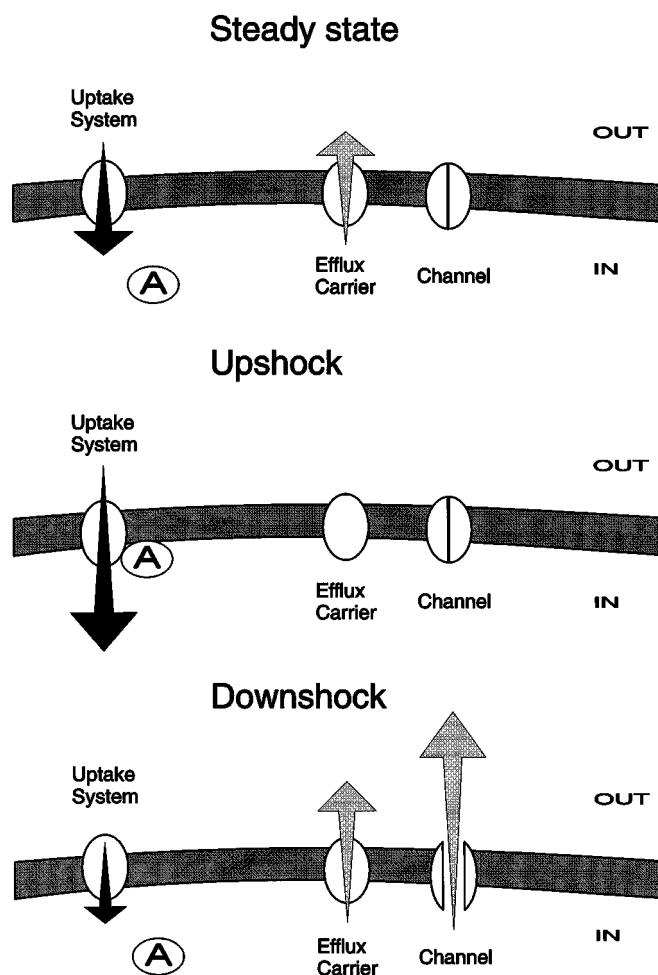 Steady state
Uptake
System
OUT
Efflux
Carrier
Channel
IN
A
Upshock
Uptake
System
OUT
A
Efflux
Carrier
Channel
IN
Downshock
Uptake
System
OUT
Efflux
Carrier
Channel
IN
A